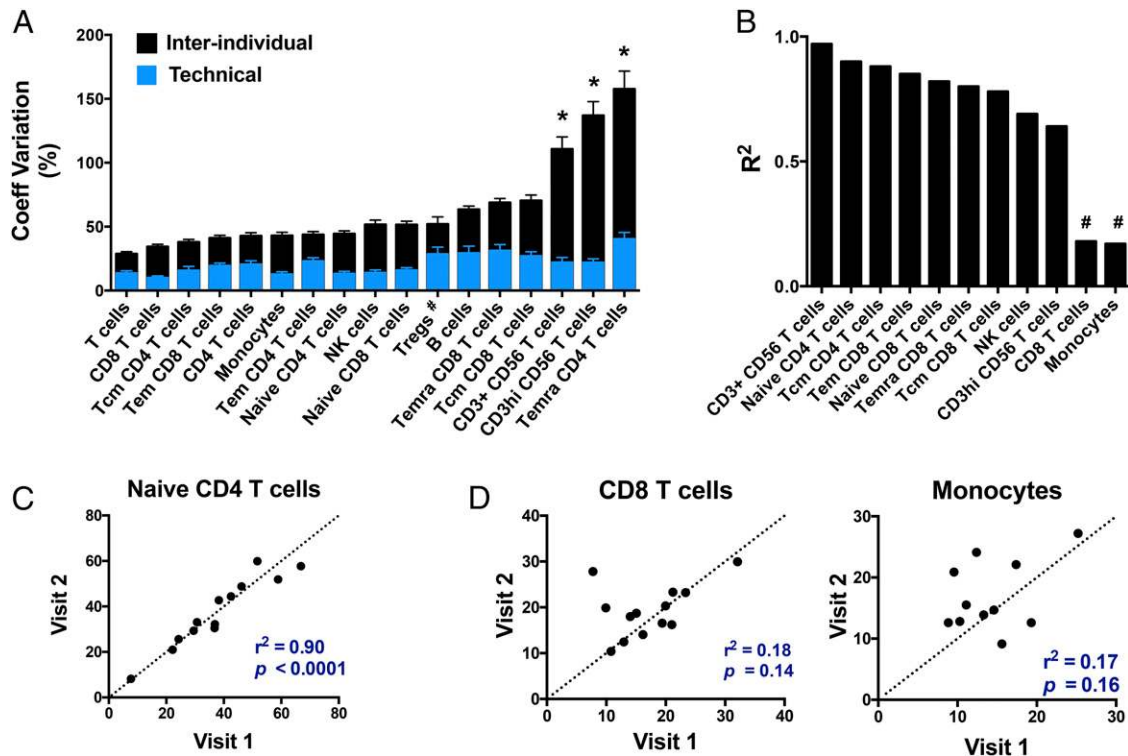 A
200
150
100
50
0
Coeff Variation
(%)
Inter-individual
Technical
*
*
*
T cells
CD8 T cells
Tcm CD4 T cells
Tem CD8 T cells
CD4 T cells
Monocytes
Tem CD4 T cells
Naive CD4 T cells
NK cells
Naive CD8 T cells
Tregs #
B cells
Temra CD8 T cells
Tcm CD8 T cells
CD3+ CD56 T cells
CD3hi CD56 T cells
Temra CD4 T cells
B
1.0
0.5
0.0
R2
#
#
CD3+ CD56 T cells
Naive CD4 T cells
Tcm CD4 T cells
Tem CD8 T cells
Naive CD8 T cells
Temra CD8 T cells
Tcm CD8 T cells
NK cells
CD3hi CD56 T cells
CD8 T cells
Monocytes
C
Naive CD4 T cells
80
60
40
20
0
Visit 2
r2 = 0.90
p < 0.0001
0 20 40 60 80
Visit 1
D
CD8 T cells
40
30
20
10
0
Visit 2
r2 = 0.18
p = 0.14
0 10 20 30 40
Visit 1
Monocytes
30
20
10
0
Visit 2
r2 = 0.17
p = 0.16
0 10 20 30
Visit 1